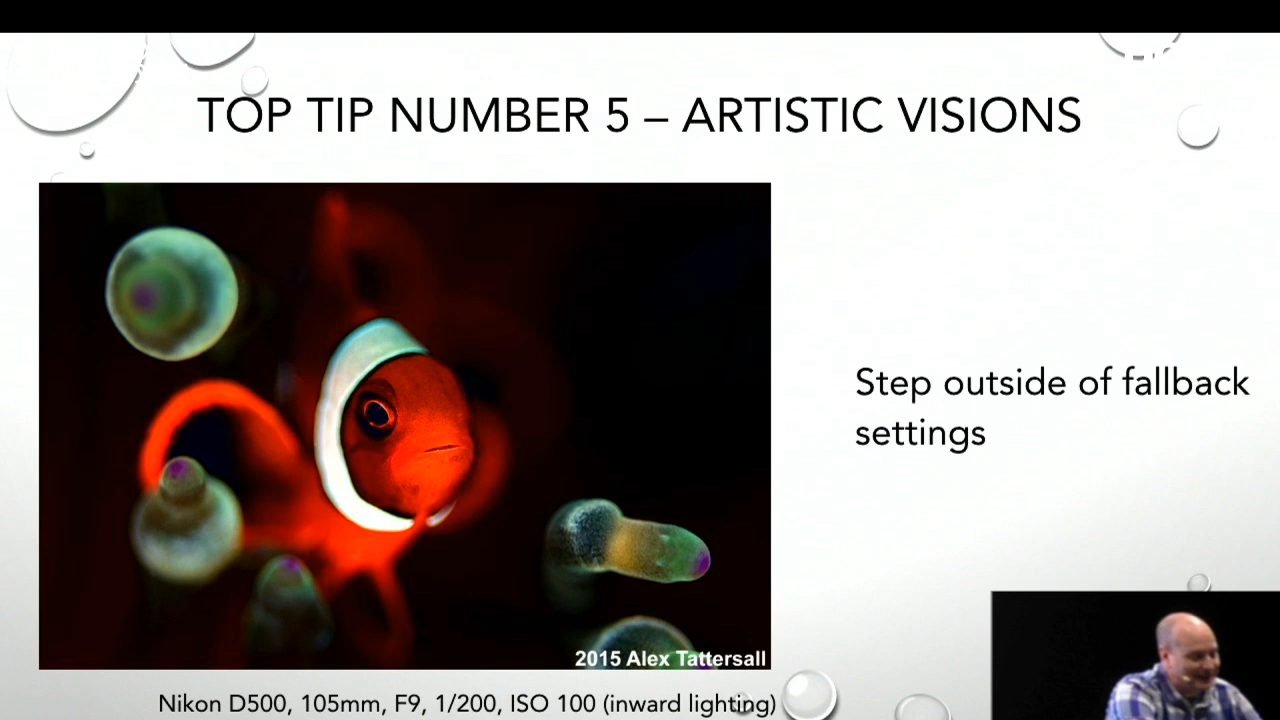 TOP TIP NUMBER 5 – ARTISTIC VISIONS
Step outside of fallback
settings
2015 Alex Tattersall
Nikon D500, 105mm, F9, 1/200, ISO 100 (inward lighting)